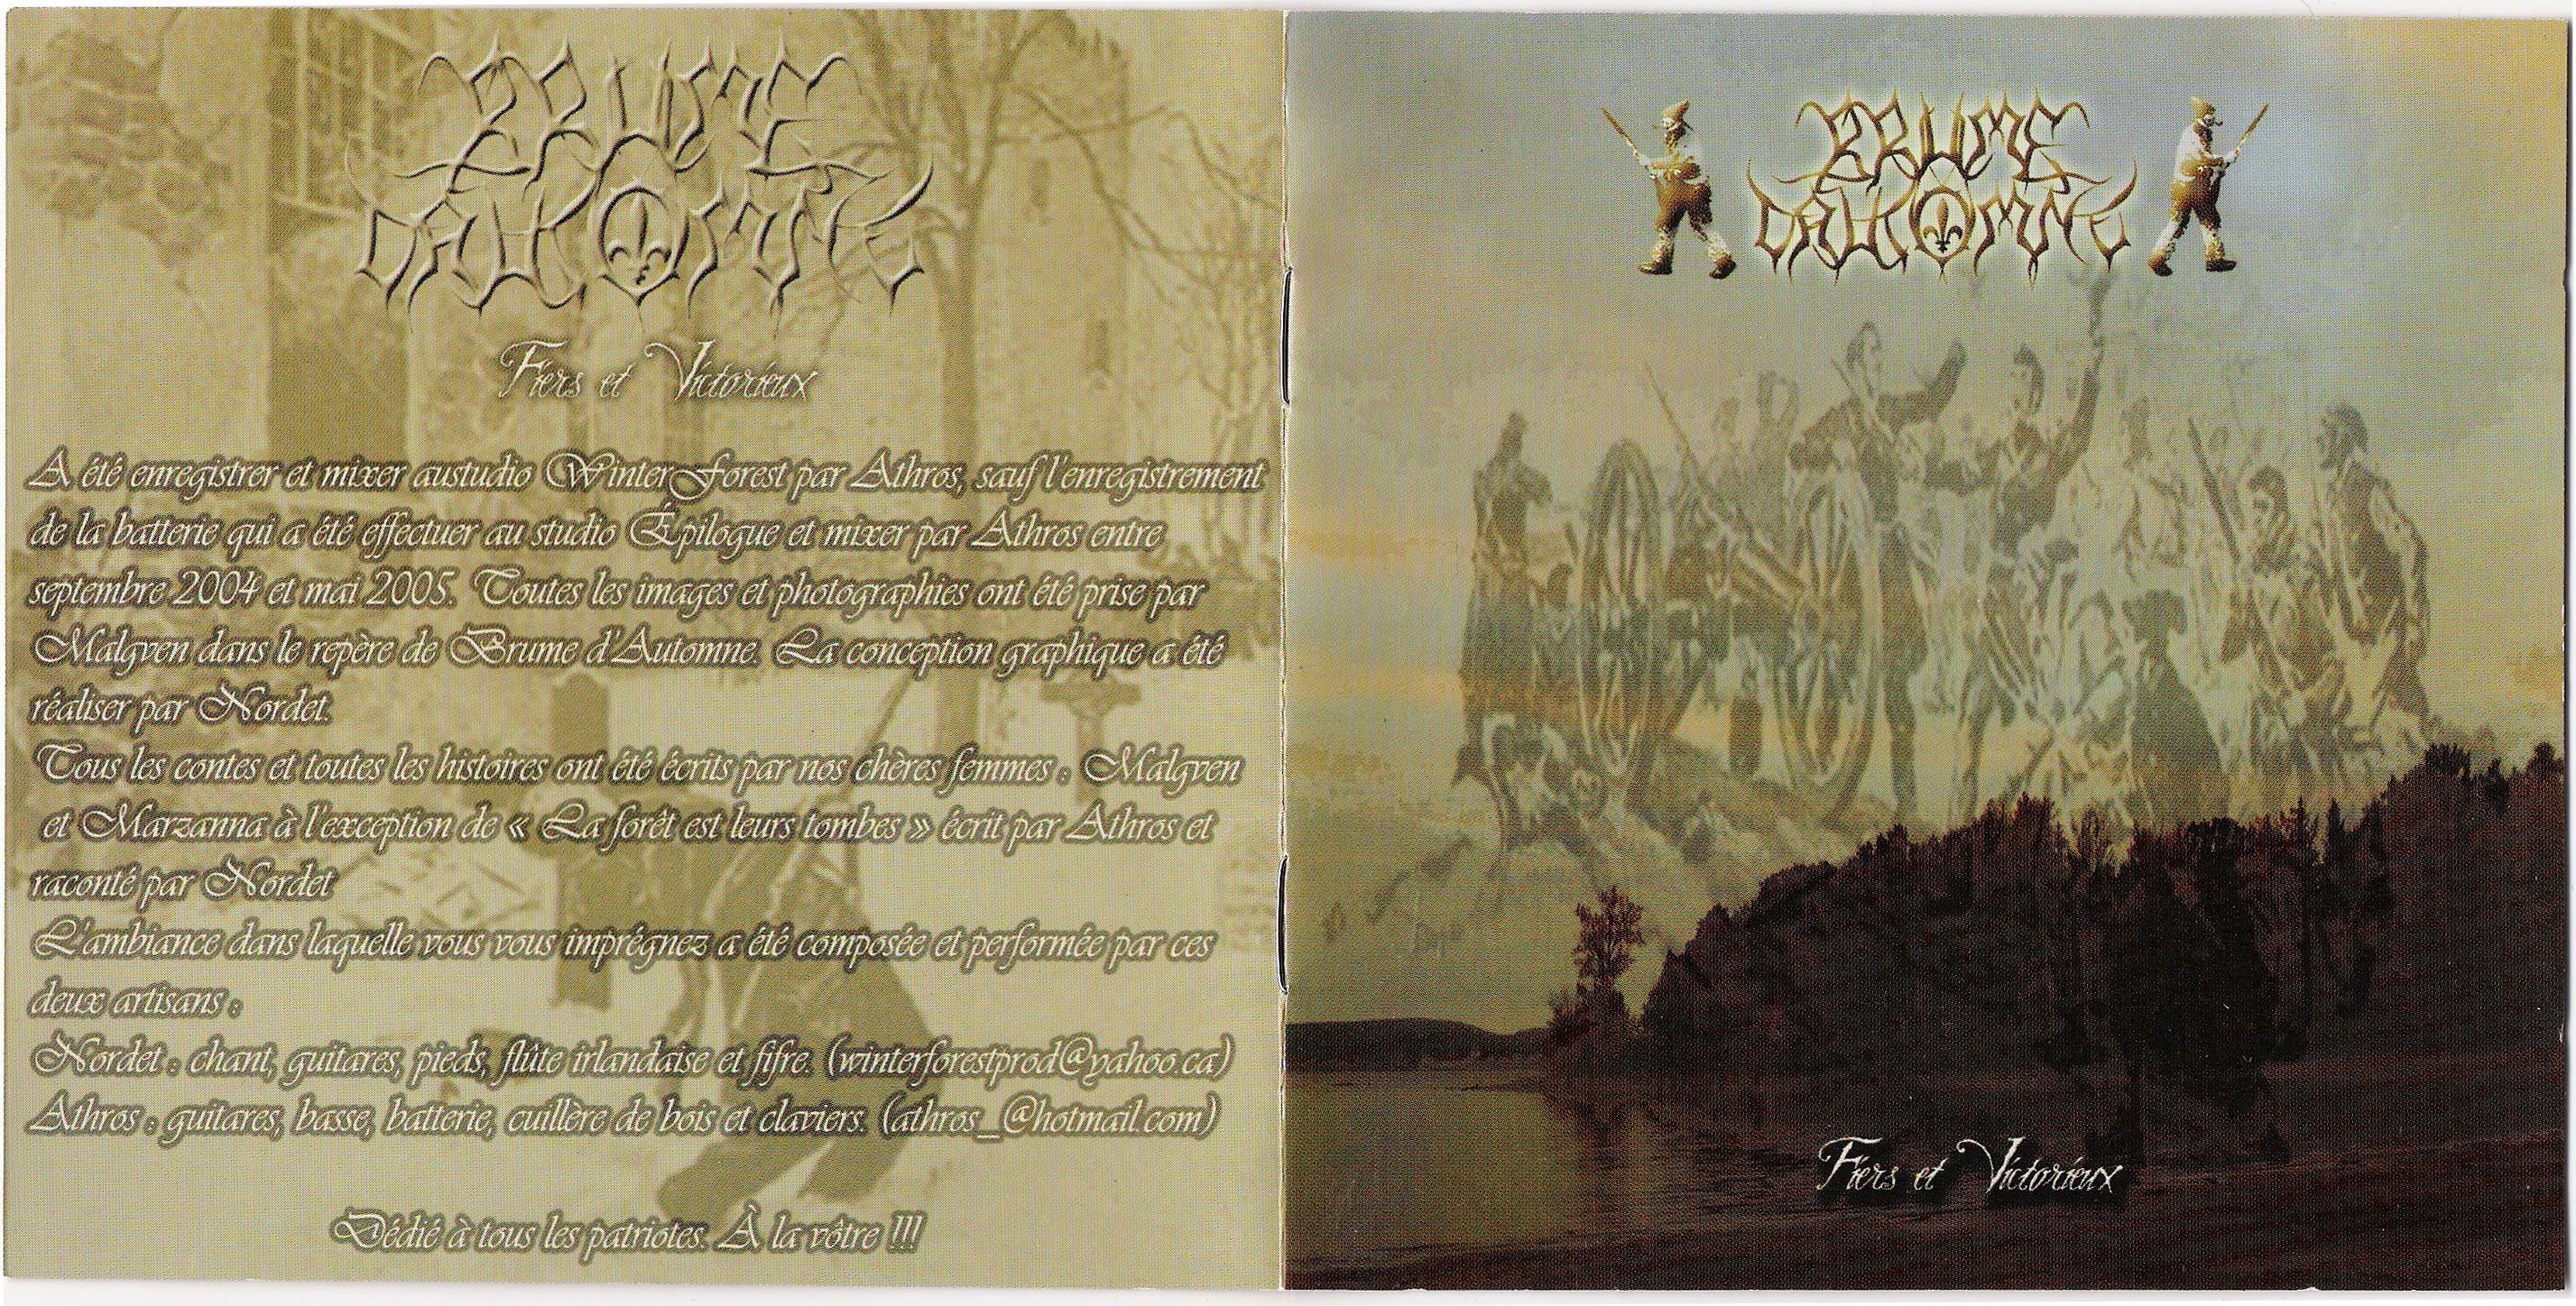 BRUME
D'AUTOMNE
Fiers et Victorieux
A été enregistrer et mixer austudio WinterForest par Athros, sauf l'enregistrement
de la batterie qui a été effectuer au studio Épilogue et mixer par Athros entre
septembre 2004 et mai 2005. Toutes les images et photographies ont été prise par
Malgven dans le repère de Brume d'Automne. La conception graphique a été
réaliser par Nordet.
Tous les contes et toutes les histoires ont été écrits par nos chères femmes : Malgven
et Marzanna à l'exception de « La forêt est leurs tombes » écrit par Athros et
raconté par Nordet
L'ambiance dans laquelle vous vous imprégnez a été composée et performée par ces
deux artisans :
Nordet : chant, guitares, pieds, flûte irlandaise et fifre. (winterforestprod@yahoo.ca)
Athros : guitares, basse, batterie, cuillère de bois et claviers. (athros_@hotmail.com)
Dédié à tous les patriotes. À la vôtre !!!
BRUME
D'AUTOMNE
Fiers et Victorieux